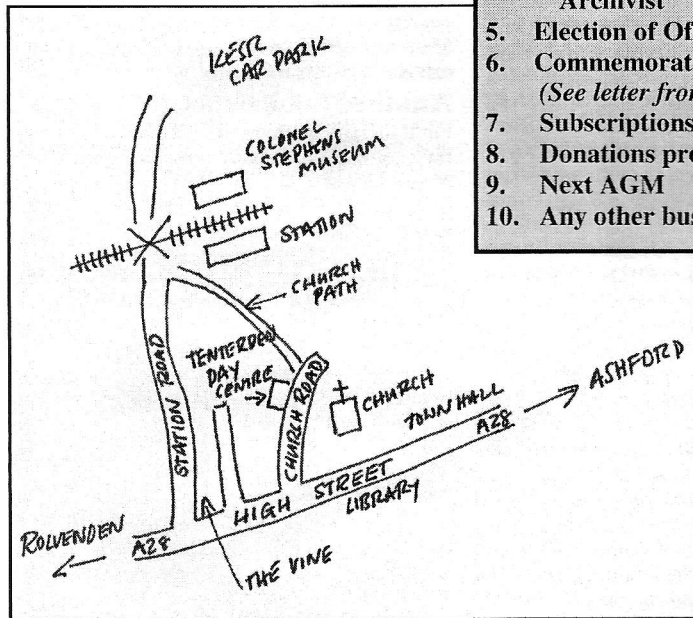 Archivist
5. Election of Of
6. Commemorat
(See letter from
7. Subscriptions
8. Donations pro
9. Next AGM
10. Any other bus
K&ESR
CAR PARK
COLONEL
STEPHENS
MUSEUM
STATION
CHURCH
PATH
STATION ROAD
TENTERDEN
DAY
CENTRE
CHURCH ROAD
CHURCH
TOWN HALL
ASHFORD
A28
HIGH STREET
LIBRARY
ROLVENDEN
A28
THE VINE